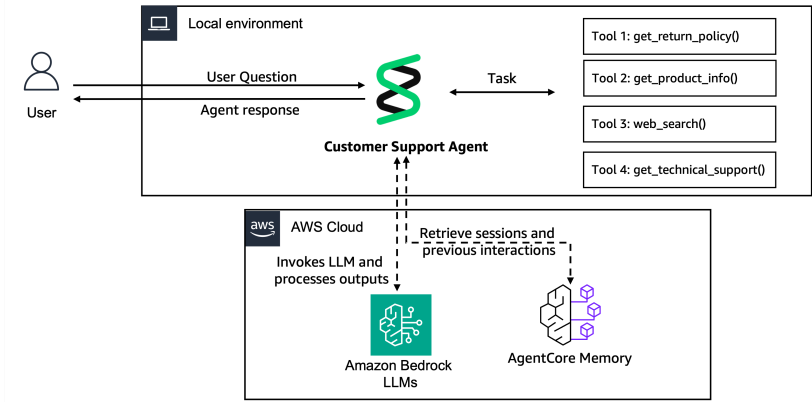 Local environment
Tool 1: get_return_policy()
User Question
Task
Tool 2: get_product_info()
User
Agent response
Tool 3: web_search()
Customer Support Agent
Tool 4: get_technical_support()
aws
AWS Cloud
Retrieve sessions and
previous interactions
Invokes LLM and
processes outputs
Amazon Bedrock
LLMs
AgentCore Memory